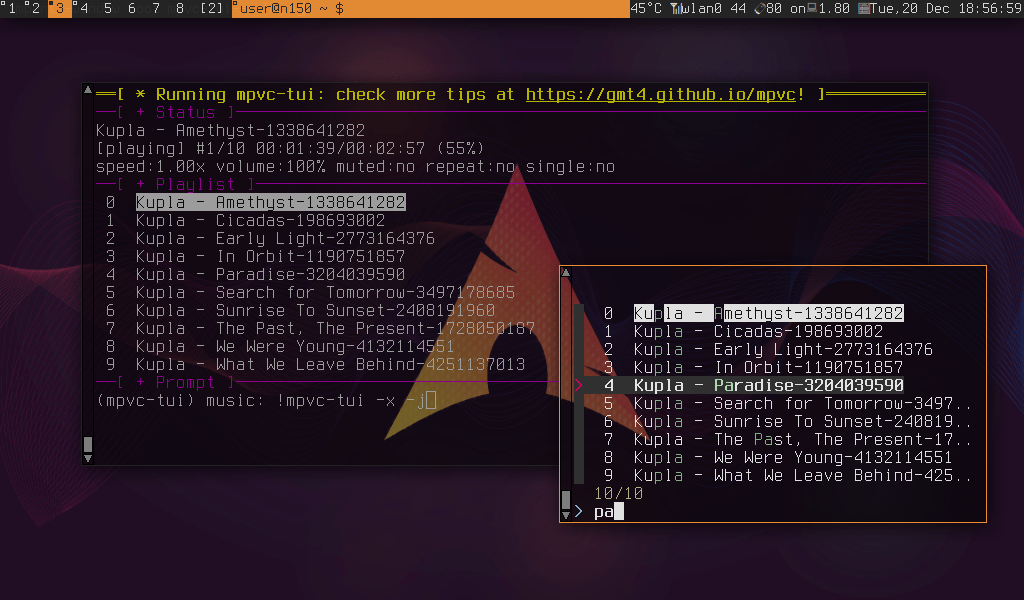 1 2 3 4 5 6 7 8 [2] user@n150 ~ $ 45°C wlan0 44 80 on 1.80 Tue,20 Dec 18:56:59
[ * Running mpvc-tui: check more tips at https://gmt4.github.io/mpvc! ]
[ + Status ]
Kupla - Amethyst-1338641282
[playing] #1/10 00:01:39/00:02:57 (55%)
speed:1.00x volume:100% muted:no repeat:no single:no
[ + Playlist ]
0 Kupla - Amethyst-1338641282
1 Kupla - Cicadas-198693002
2 Kupla - Early Light-2773164376
3 Kupla - In Orbit-1190751857
4 Kupla - Paradise-3204039590
5 Kupla - Search for Tomorrow-3497178685
6 Kupla - Sunrise To Sunset-2408191960
7 Kupla - The Past, The Present-1728050187
8 Kupla - We Were Young-4132114551
9 Kupla - What We Leave Behind-4251137013
[ + Prompt ]
(mpvc-tui) music: !mpvc-tui -x -j
0 Kupla - Amethyst-1338641282
1 Kupla - Cicadas-198693002
2 Kupla - Early Light-2773164376
3 Kupla - In Orbit-1190751857
> 4 Kupla - Paradise-3204039590
5 Kupla - Search for Tomorrow-3497..
6 Kupla - Sunrise To Sunset-240819..
7 Kupla - The Past, The Present-17..
8 Kupla - We Were Young-4132114551
9 Kupla - What We Leave Behind-425..
10/10
> pa